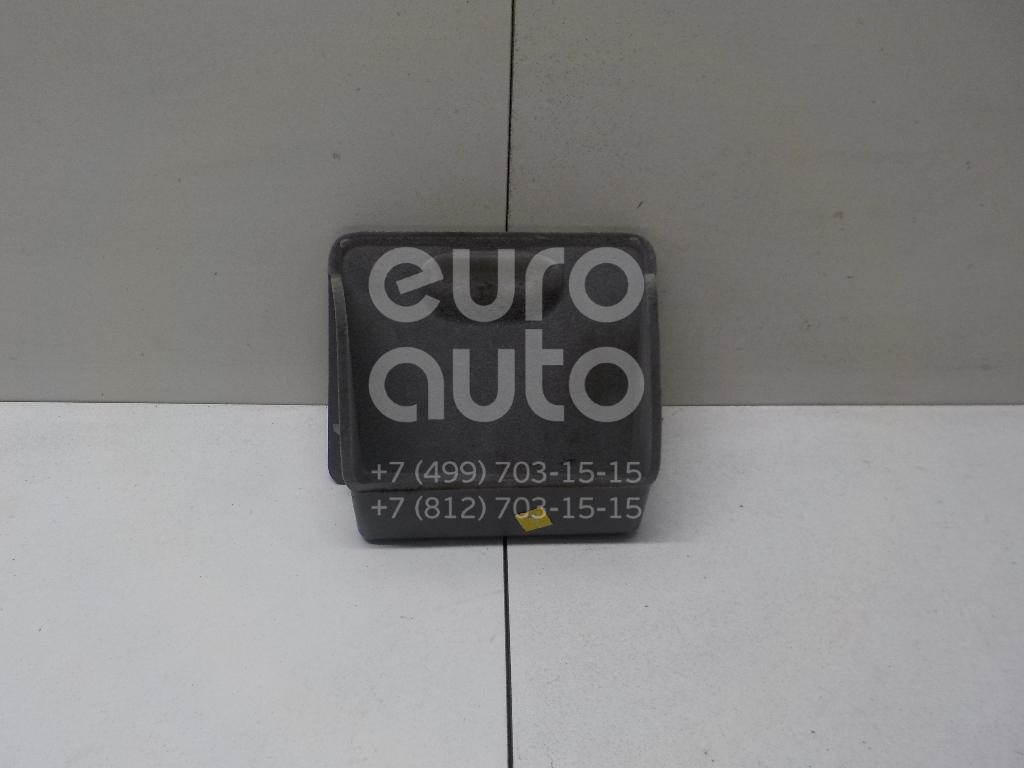 euro
auto
+7 (499) 703-15-15
+7 (812) 703-15-15